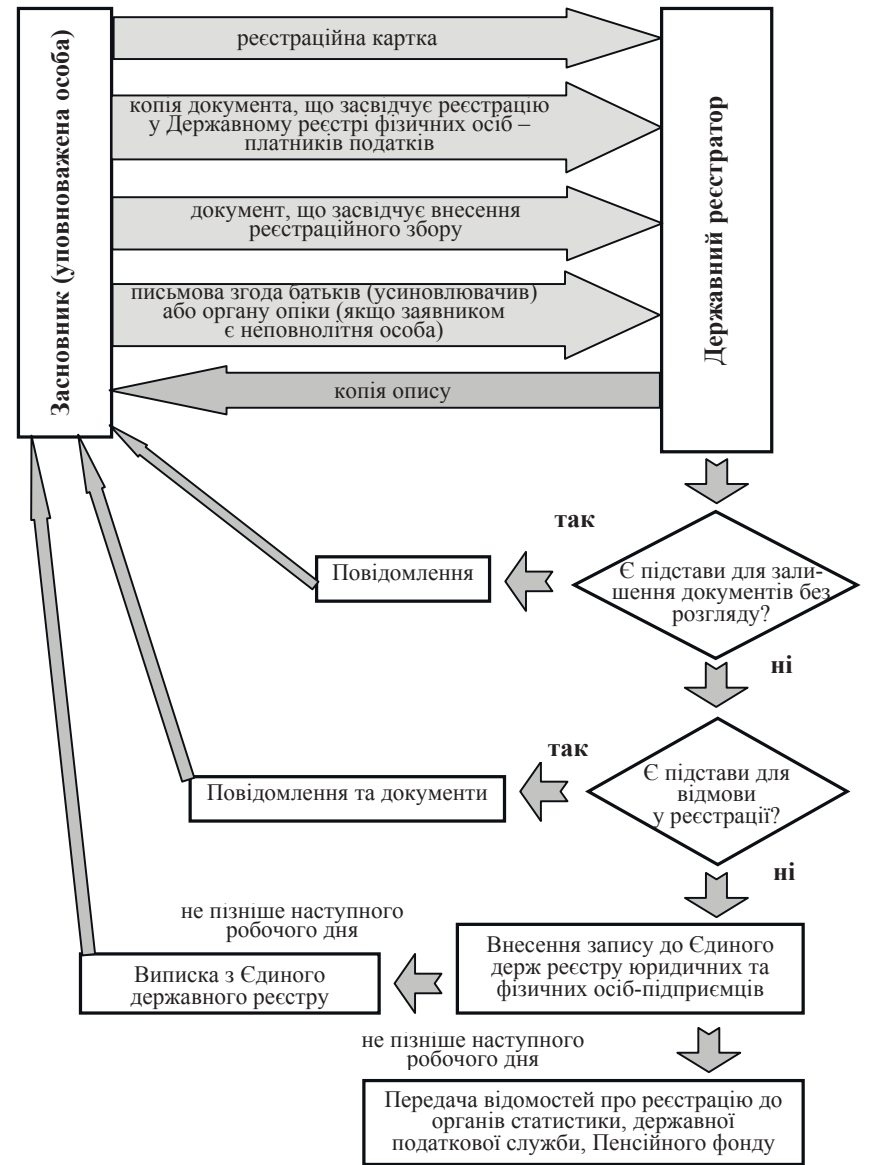 реєстраційна картка
копія документа, що засвідчує реєстрацію
у Державному реєстрі фізичних осіб –
платників податків
документ, що засвідчує внесення
реєстраційного збору
письмова згода батьків (усиновлювачив)
або органу опіки (якщо заявником
є неповнолітня особа)
копія опису
Засновник (уповноважена особа)
Державний реєстратор
так
Повідомлення
Є підстави для зали-
шення документів без
розгляду?
ні
так
Повідомлення та документи
Є підстави для
відмови
у реєстрації?
ні
не пізніше наступного
робочого дня
Виписка з Єдиного
державного реєстру
Внесення запису до Єдиного
держ реєстру юридичних та
фізичних осіб-підприємців
не пізніше наступного
робочого дня
Передача відомостей про реєстрацію до
органів статистики, державної
податкової служби, Пенсійного фонду